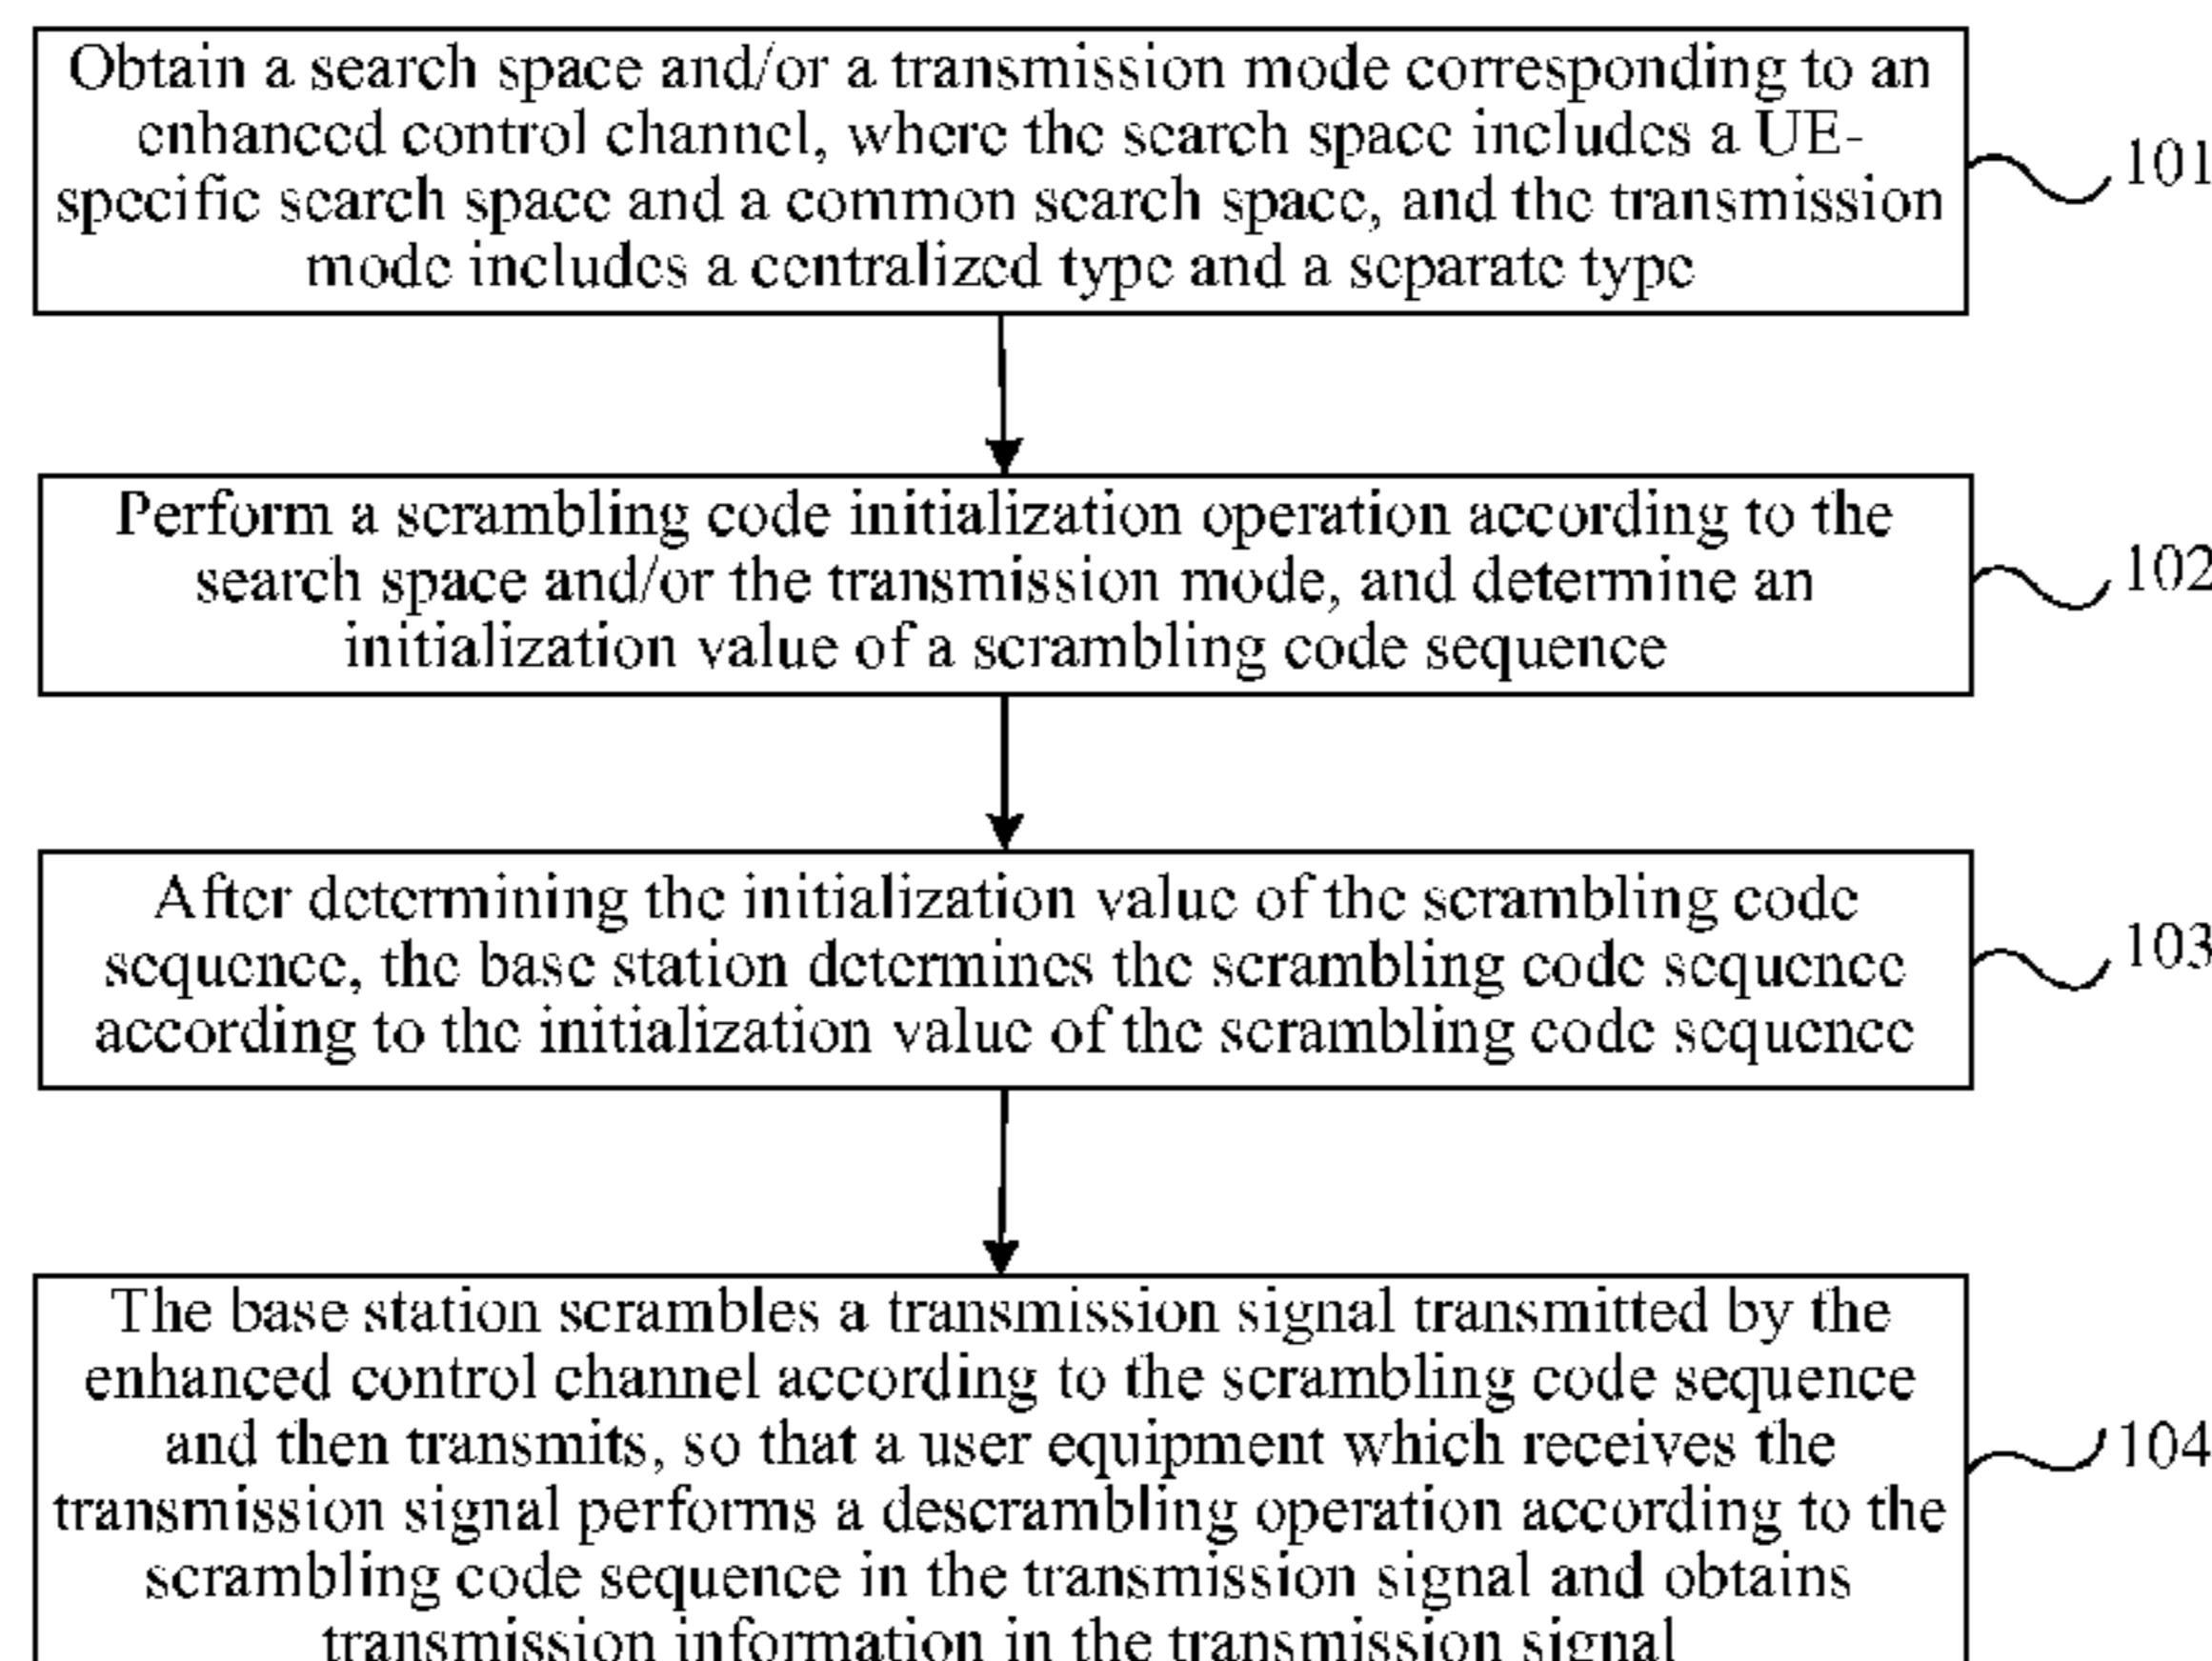 Obtain a search space and/or a transmission mode corresponding to an
enhanced control channel, where the search space includes a UE-
specific search space and a common search space, and the transmission
mode includes a centralized type and a separate type
101
Perform a scrambling code initialization operation according to the
search space and/or the transmission mode, and determine an
initialization value of a scrambling code sequence
102
After determining the initialization value of the scrambling code
sequence, the base station determines the scrambling code sequence
according to the initialization value of the scrambling code sequence
103
The base station scrambles a transmission signal transmitted by the
enhanced control channel according to the scrambling code sequence
and then transmits, so that a user equipment which receives the
transmission signal performs a descrambling operation according to the
scrambling code sequence in the transmission signal and obtains
transmission information in the transmission signal
104